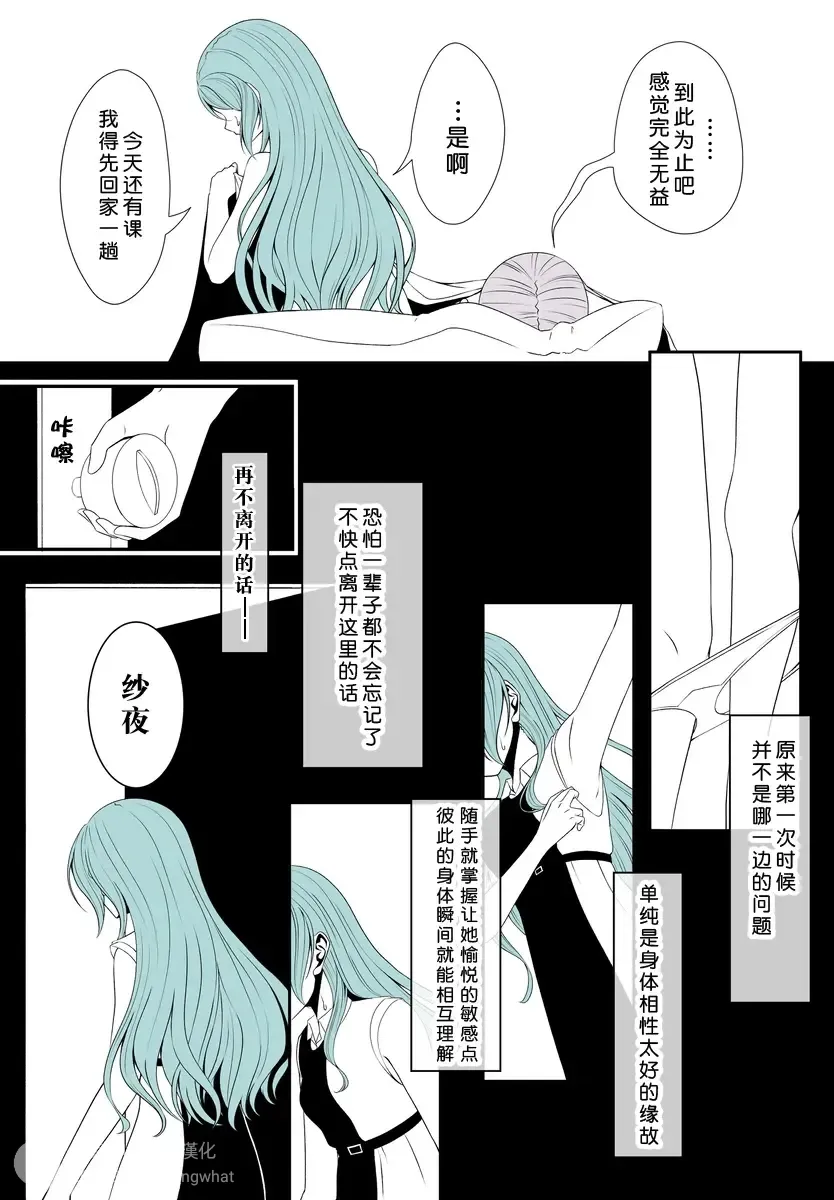 ……
到此为止吧
感觉完全无益
…是啊
今天还有课
我得先回家一趟
原来第一次时候
并不是哪一边的问题
单纯是身体相性太好的缘故
随手就掌握让她愉悦的敏感点
彼此的身体瞬间就能相互理解
恐怕一辈子都不会忘记了
不快点离开这里的话
再不离开的话——
咔嚓
纱夜
漢化
ngwhat